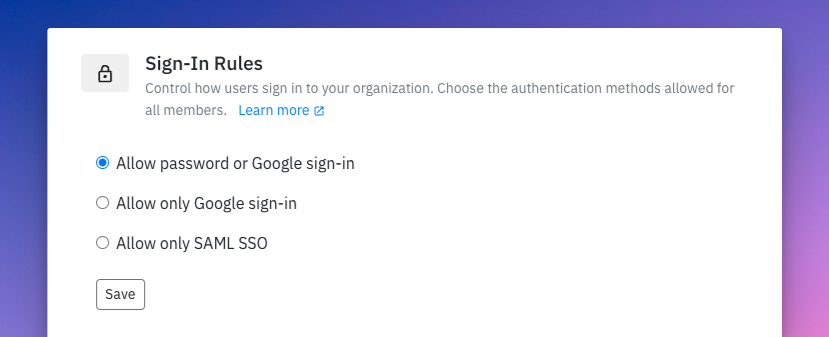 Sign-In Rules
Control how users sign in to your organization. Choose the authentication methods allowed for
all members. Learn more
Allow password or Google sign-in
Allow only Google sign-in
Allow only SAML SSO
Save